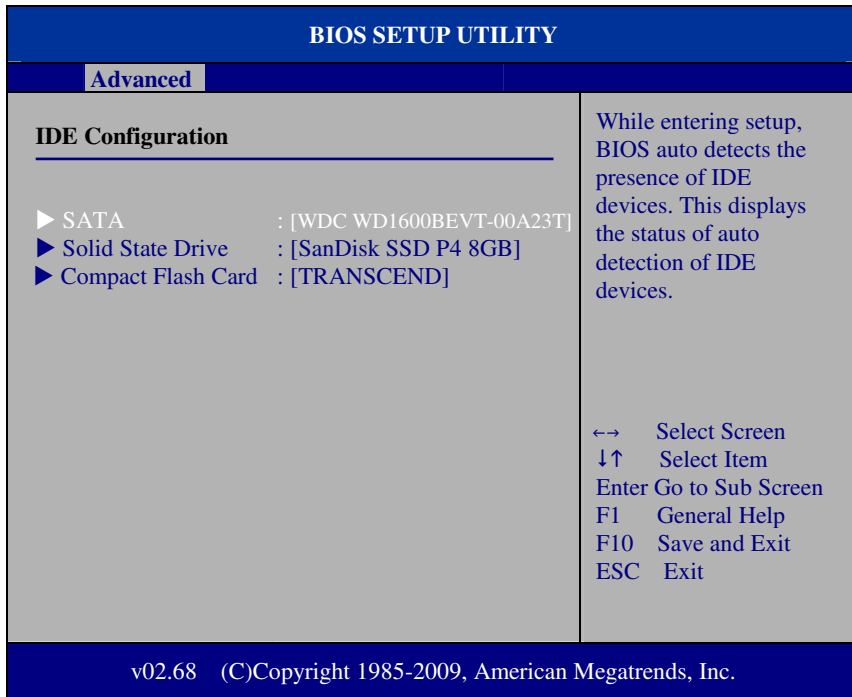 BIOS SETUP UTILITY
Advanced
IDE Configuration
▶ SATA : [WDC WD1600BEVT-00A23T]
▶ Solid State Drive : [SanDisk SSD P4 8GB]
▶ Compact Flash Card : [TRANSCEND]
While entering setup,
BIOS auto detects the
presence of IDE
devices. This displays
the status of auto
detection of IDE
devices.
←→ Select Screen
↓↑ Select Item
Enter Go to Sub Screen
F1 General Help
F10 Save and Exit
ESC Exit
v02.68 (C)Copyright 1985-2009, American Megatrends, Inc.